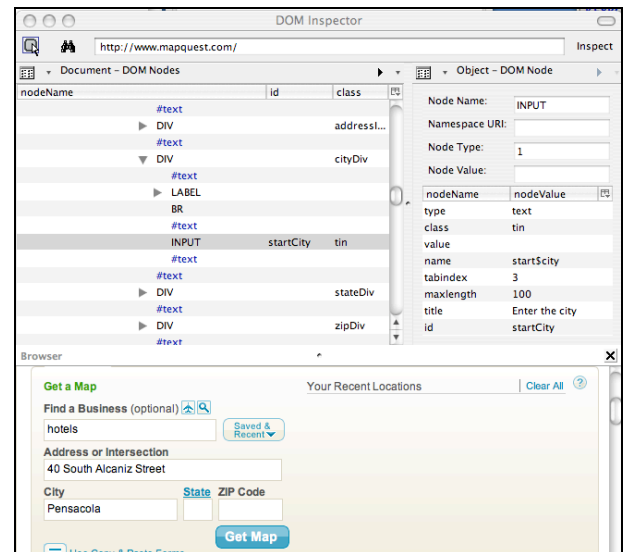 DOM Inspector
http://www.mapquest.com/ Inspect
Document – DOM Nodes
nodeName id class
#text
DIV addressI...
#text
DIV cityDiv
#text
LABEL
BR
#text
INPUT startCity tin
#text
#text
DIV stateDiv
#text
DIV zipDiv
#text
Object – DOM Node
Node Name: INPUT
Namespace URI:
Node Type: 1
Node Value:
nodeName nodeValue
type text
class tin
value
name start$city
tabindex 3
maxlength 100
title Enter the city
id startCity
Browser
Get a Map Your Recent Locations Clear All ?
Find a Business (optional)
hotels Saved & Recent
Address or Intersection
40 South Alcaniz Street
City State ZIP Code
Pensacola
Get Map
Use Copy & Paste Forms